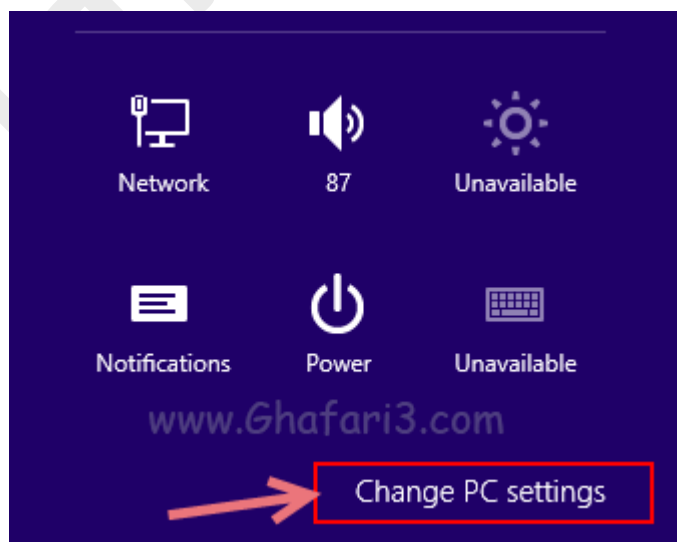 Network 87 Unavailable
Notifications Power Unavailable
www.Ghafari3.com
Change PC settings